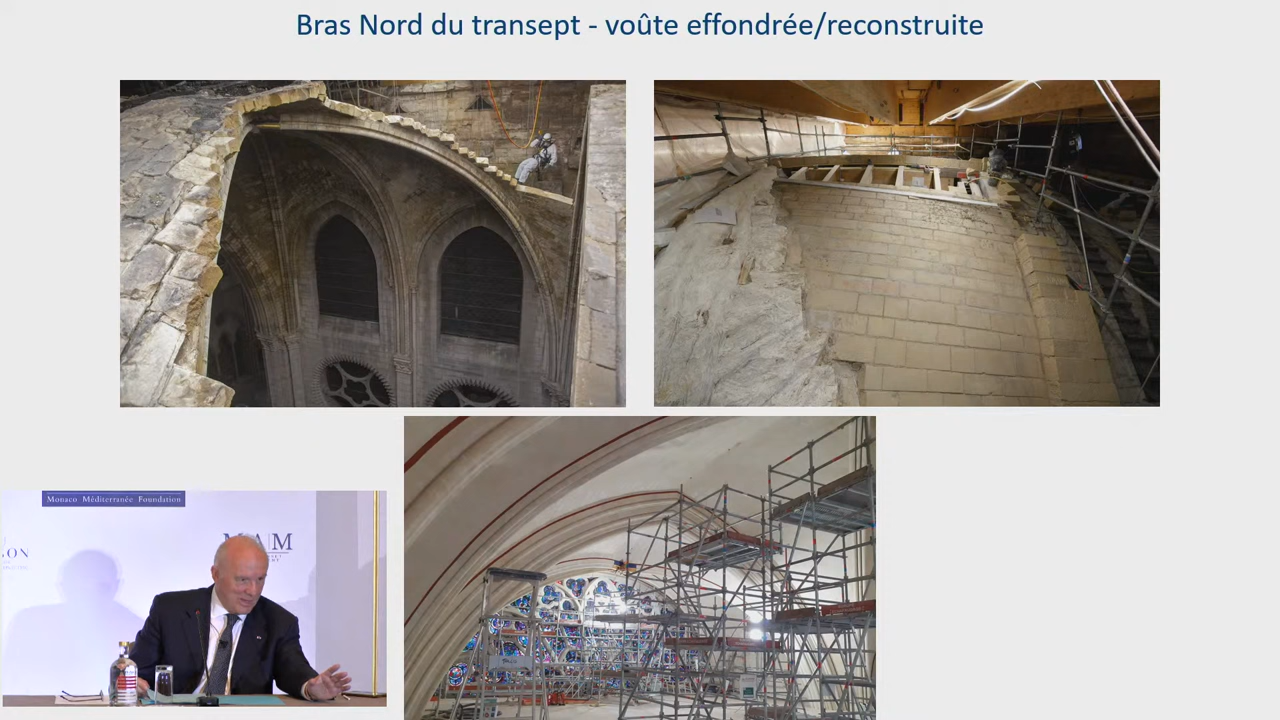 Bras Nord du transept - voûte effondrée/reconstruite
Monaco Méditerranée Foundation
MAM